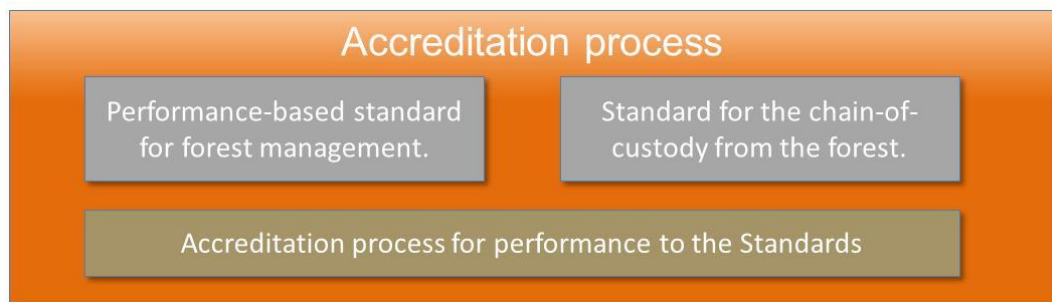 Accreditation process
Performance-based standard
for forest management.
Standard for the chain-of-
custody from the forest.
Accreditation process for performance to the Standards